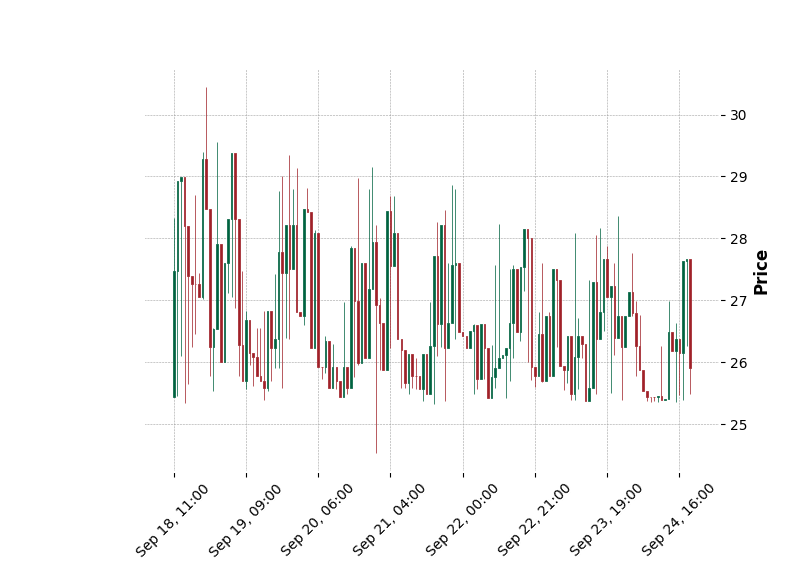 30
29
28
27
26
25
Price
Sep 18, 11:00
Sep 19, 09:00
Sep 20, 06:00
Sep 21, 04:00
Sep 22, 00:00
Sep 22, 21:00
Sep 23, 19:00
Sep 24, 16:00